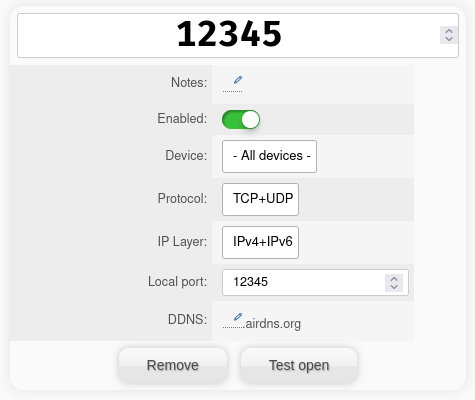 12345
Notes:
Enabled:
Device: - All devices -
Protocol: TCP+UDP
IP Layer: IPv4+IPv6
Local port: 12345
DDNS: .airdns.org
Remove Test open